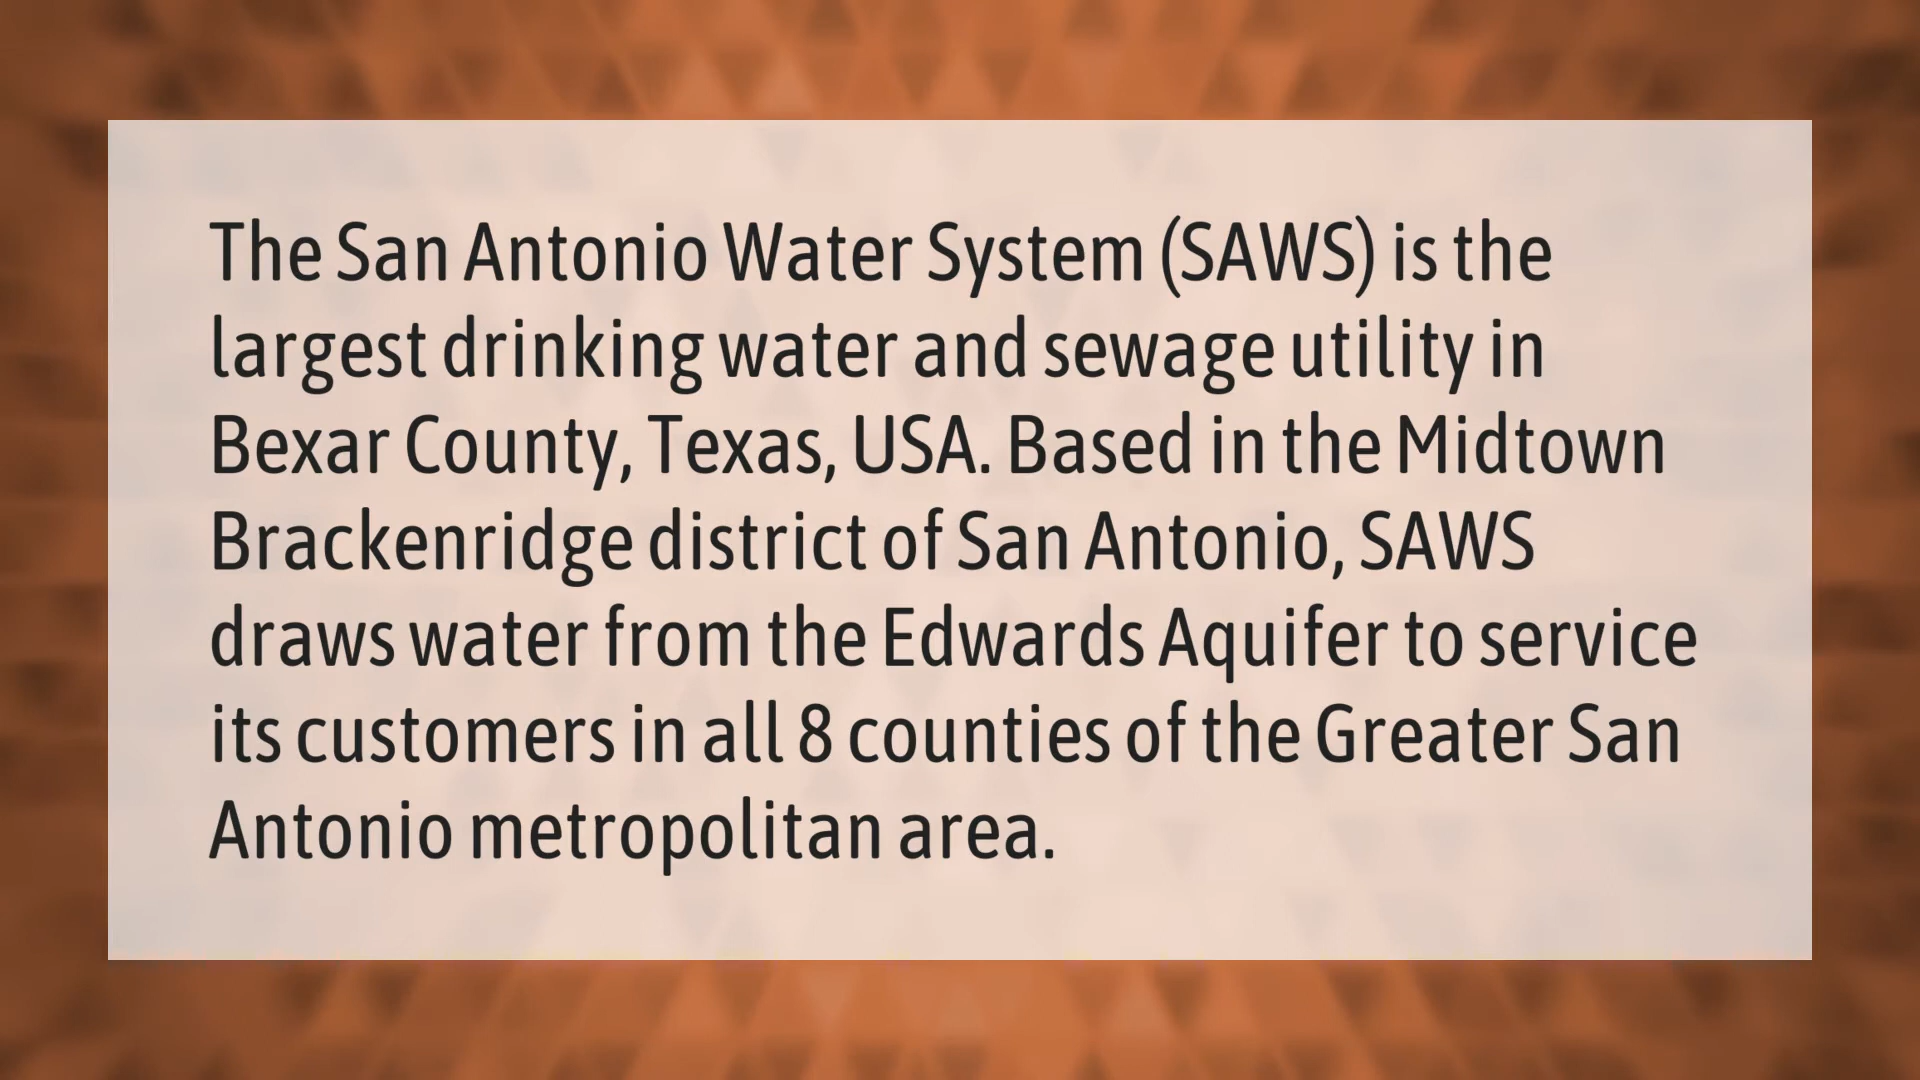 The San Antonio Water System (SAWS) is the
largest drinking water and sewage utility in
Bexar County, Texas, USA. Based in the Midtown
Brackenridge district of San Antonio, SAWS
draws water from the Edwards Aquifer to service
its customers in all 8 counties of the Greater San
Antonio metropolitan area.